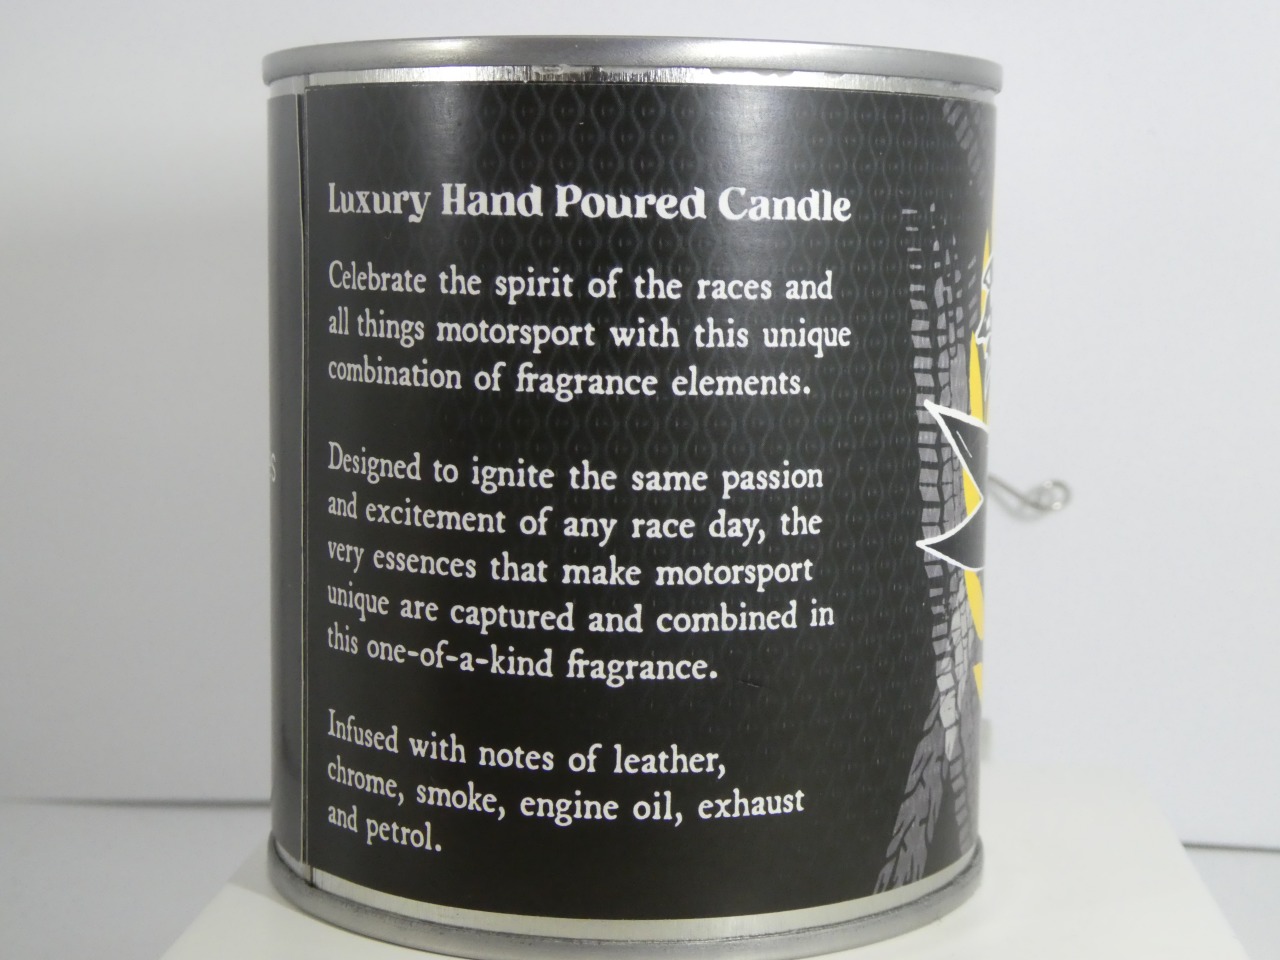 Luxury Hand Poured Candle
Celebrate the spirit of the races and
all things motorsport with this unique
combination of fragrance elements.
Designed to ignite the same passion
and excitement of any race day, the
very essences that make motorsport
unique are captured and combined in
this one-of-a-kind fragrance.
Infused with notes of leather,
chrome, smoke, engine oil, exhaust
and petrol.